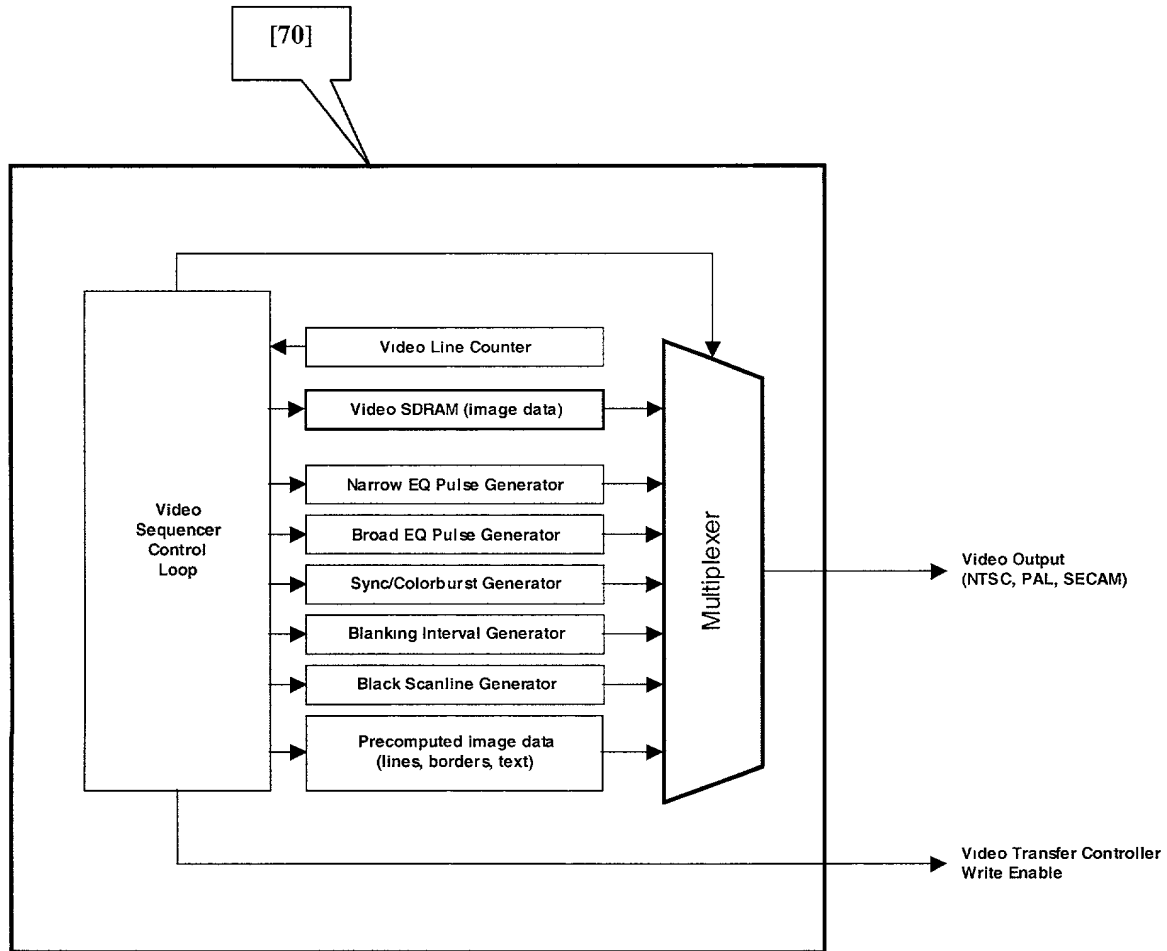 [70]
Video Line Counter
Video SDRAM (image data)
Narrow EQ Pulse Generator
Video
Sequencer
Control
Loop
Broad EQ Pulse Generator
Sync/Colorburst Generator
Blanking Interval Generator
Black Scanline Generator
Precomputed image data
(lines, borders, text)
Multiplexer
Video Output
(NTSC, PAL, SECAM)
Video Transfer Controller
Write Enable